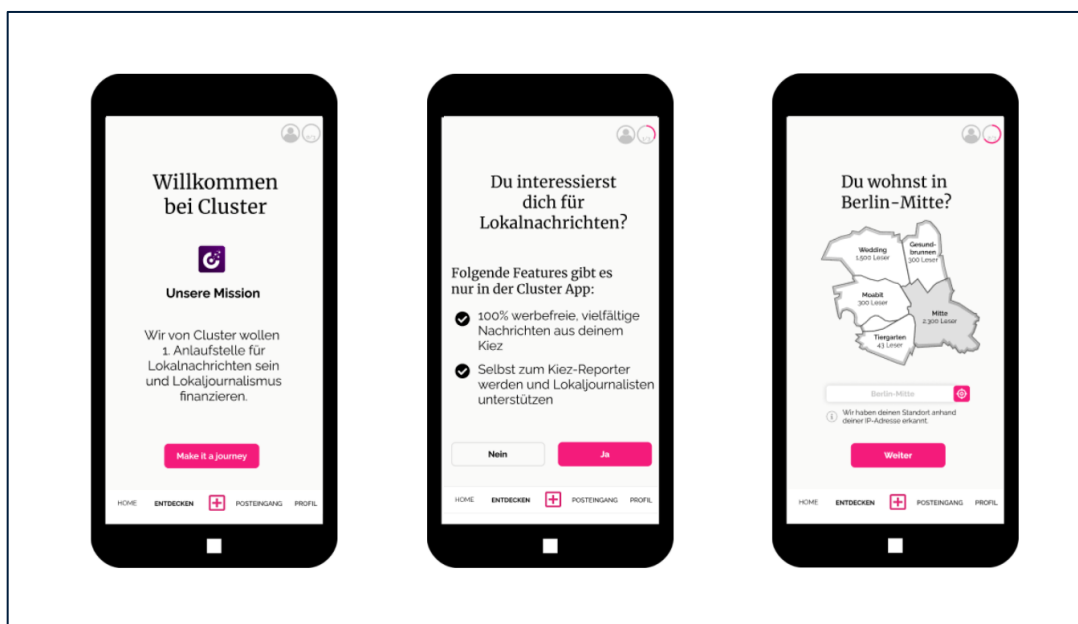 Willkommen
bei Cluster
Unsere Mission
Wir von Cluster wollen
1. Anlaufstelle für
Lokalnachrichten sein
und Lokaljournalismus
finanzieren.
Make it a journey
HOME ENTDECKEN POSTEINGANG PROFIL
Du interessierst
dich für
Lokalnachrichten?
Folgende Features gibt es
nur in der Cluster App:
100% werbefreie, vielfältige
Nachrichten aus deinem
Kiez
Selbst zum Kiez-Reporter
werden und Lokaljournalisten
unterstützen
Nein Ja
HOME ENTDECKEN POSTEINGANG PROFIL
Du wohnst in
Berlin-Mitte?
Wedding
1.500 Leser
Gesund-
brunnen
300 Leser
Moabit
300 Leser
Mitte
2.300 Leser
Tiergarten
43 Leser
Berlin-Mitte
Wir haben deinen Standort anhand
deiner IP-Adresse erkannt.
Weiter
HOME ENTDECKEN POSTEINGANG PROFIL